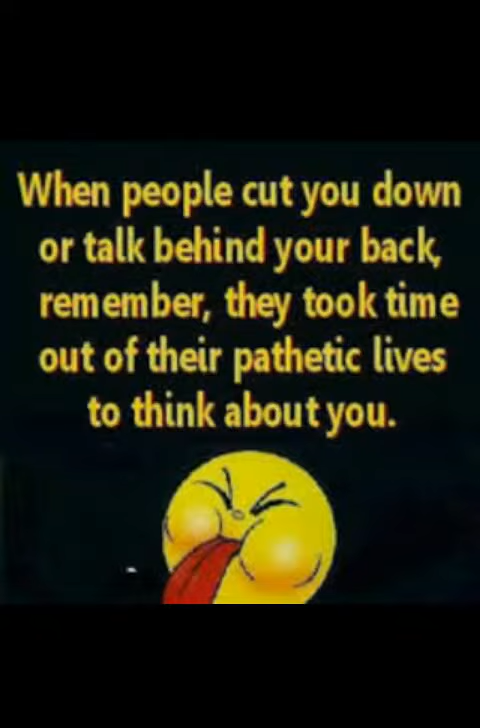 When people cut you down
or talk behind your back,
remember, they took time
out of their pathetic lives
to think about you.